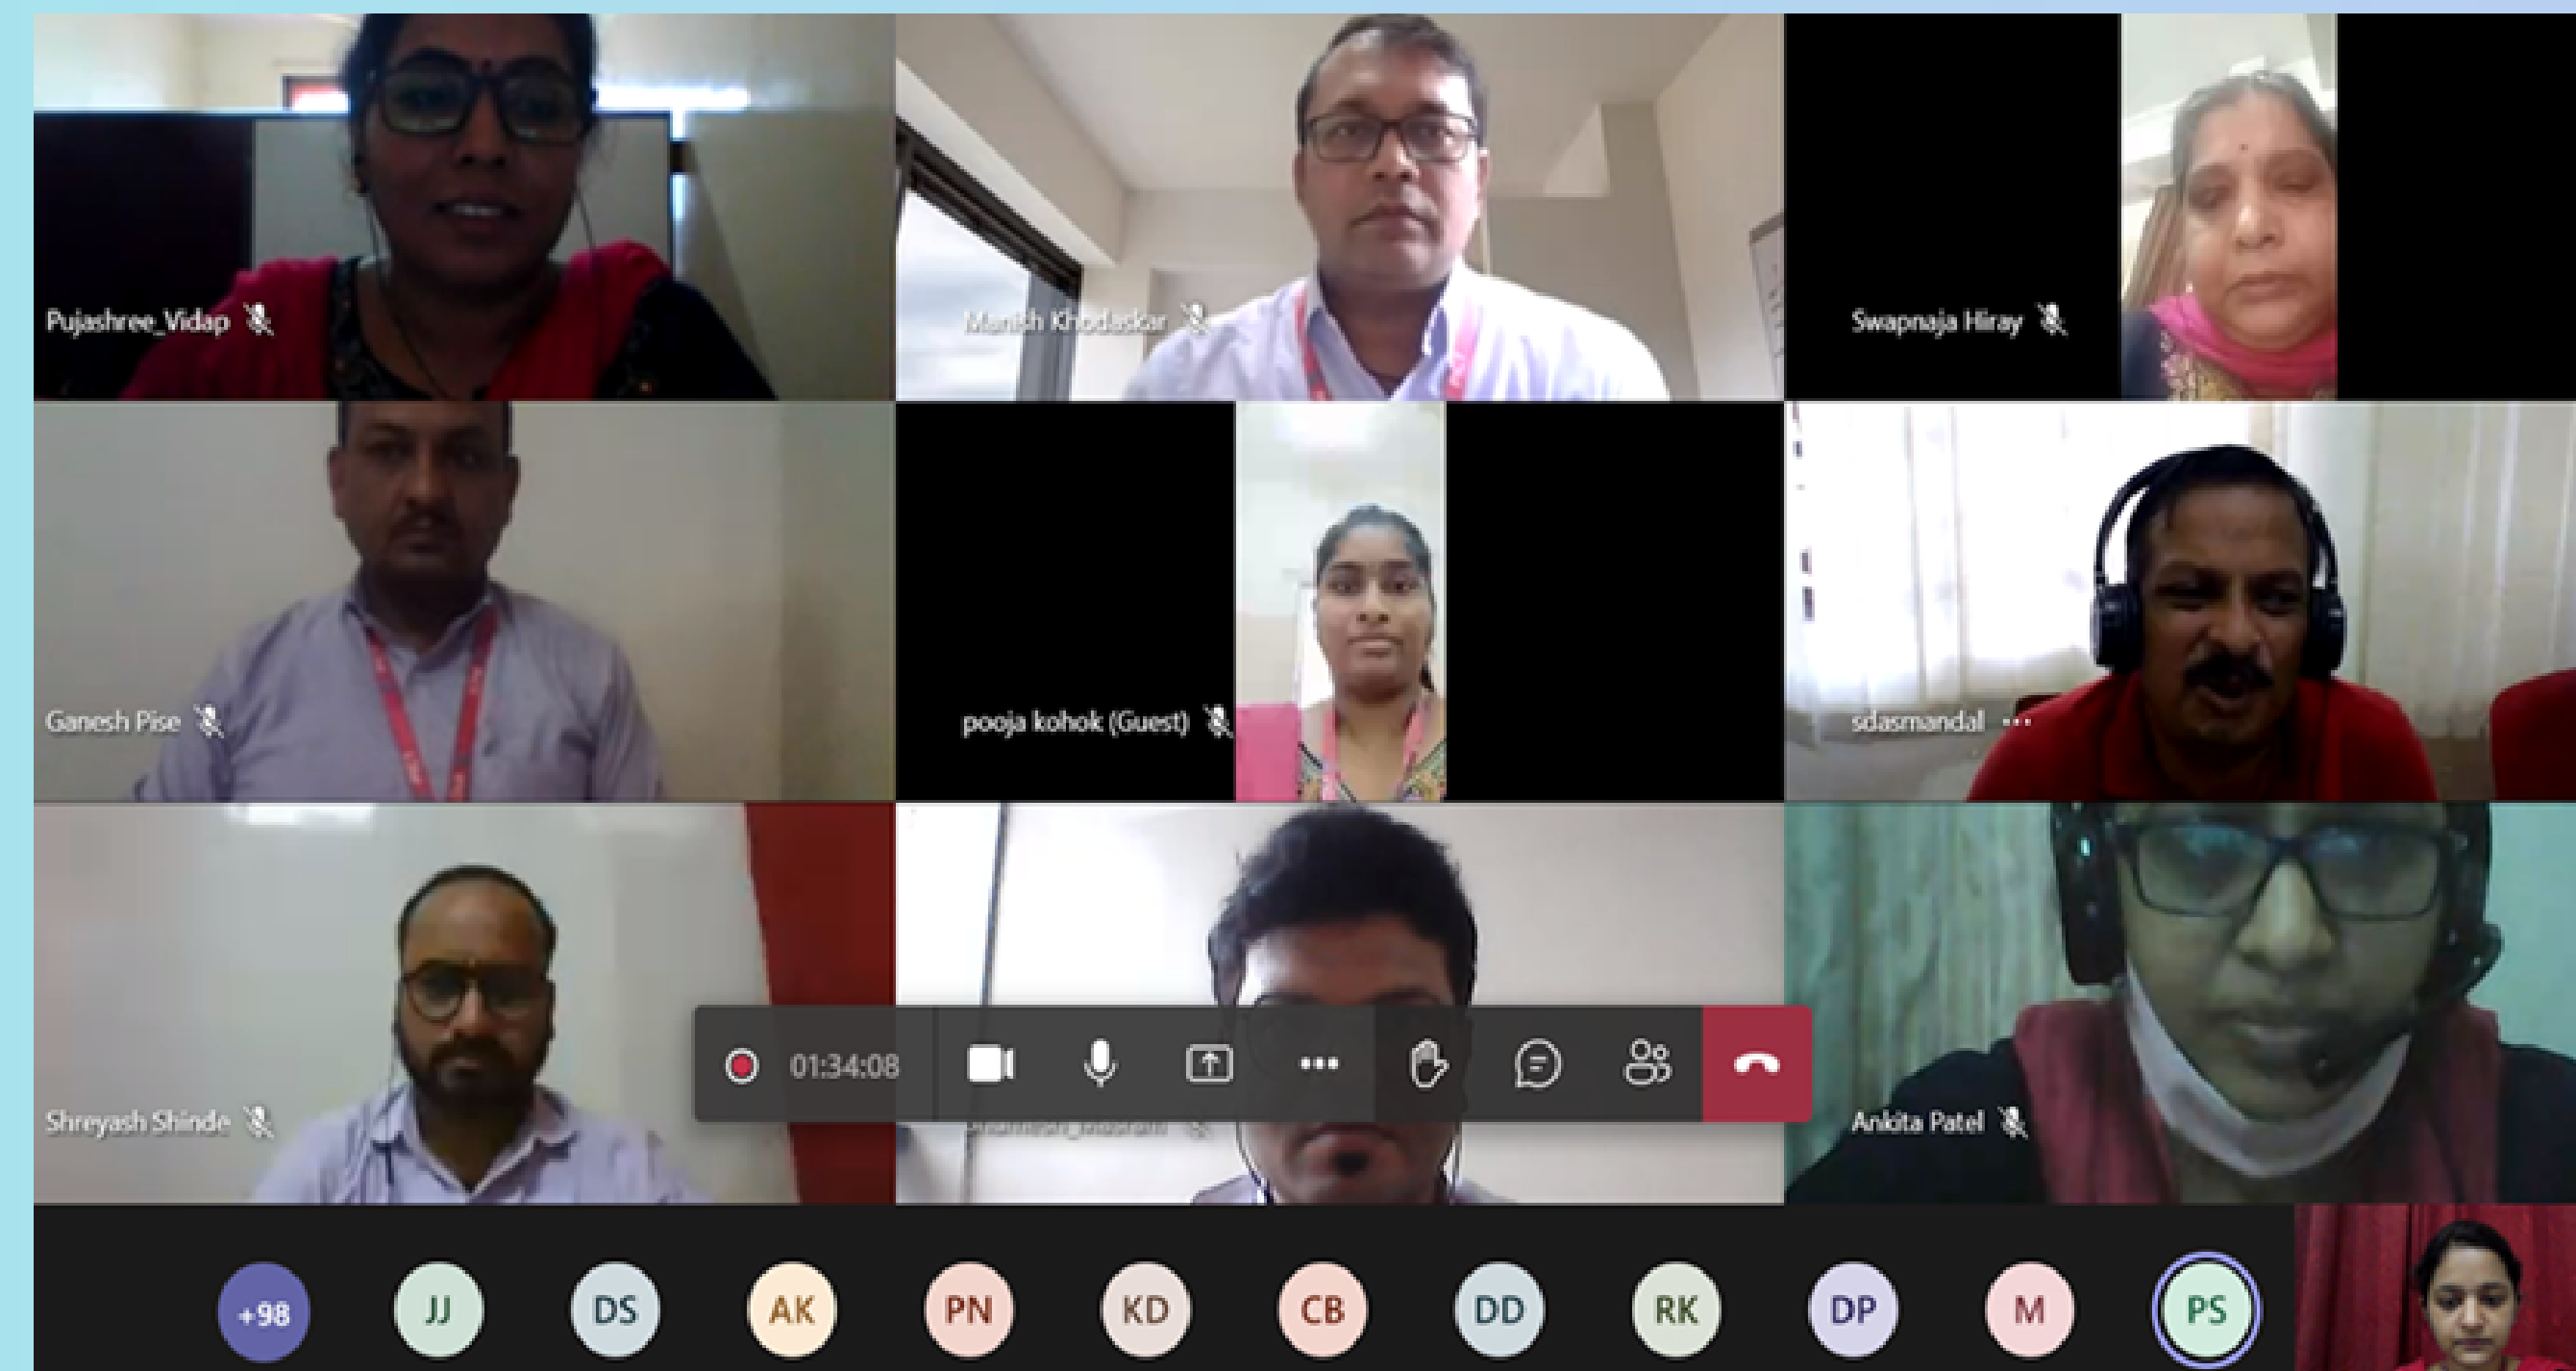 Pujashree_Vidap
Manish Khodaskar
Swapnaja Hiray
Ganesh Pise
pooja kohok (Guest)
sdasmandal ...
Shreyash Shinde
Ankita Patel
01:34:08
+98
JJ
DS
AK
PN
KD
CB
DD
RK
DP
M
PS